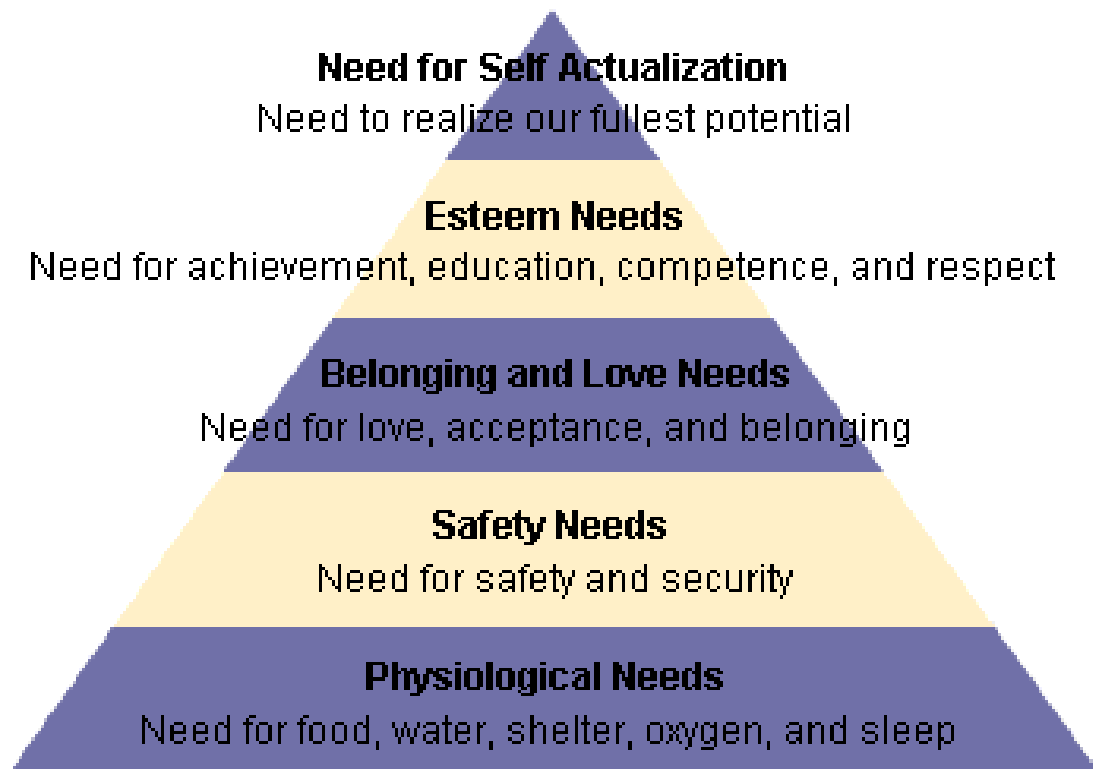 Need for Self Actualization
Need to realize our fullest potential
Esteem Needs
Need for achievement, education, competence, and respect
Belonging and Love Needs
Need for love, acceptance, and belonging
Safety Needs
Need for safety and security
Physiological Needs
Need for food, water, shelter, oxygen, and sleep